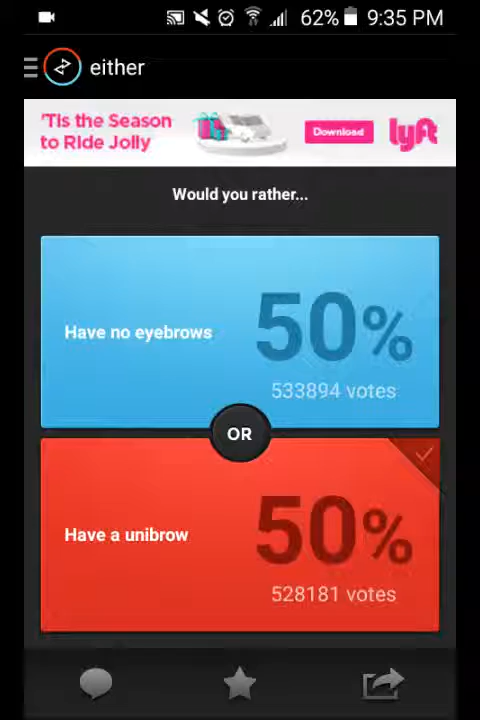 62% 9:35 PM
either
'Tis the Season
to Ride Jolly
Download
lyft
Would you rather...
Have no eyebrows
50%
533894 votes
OR
Have a unibrow
50%
528181 votes